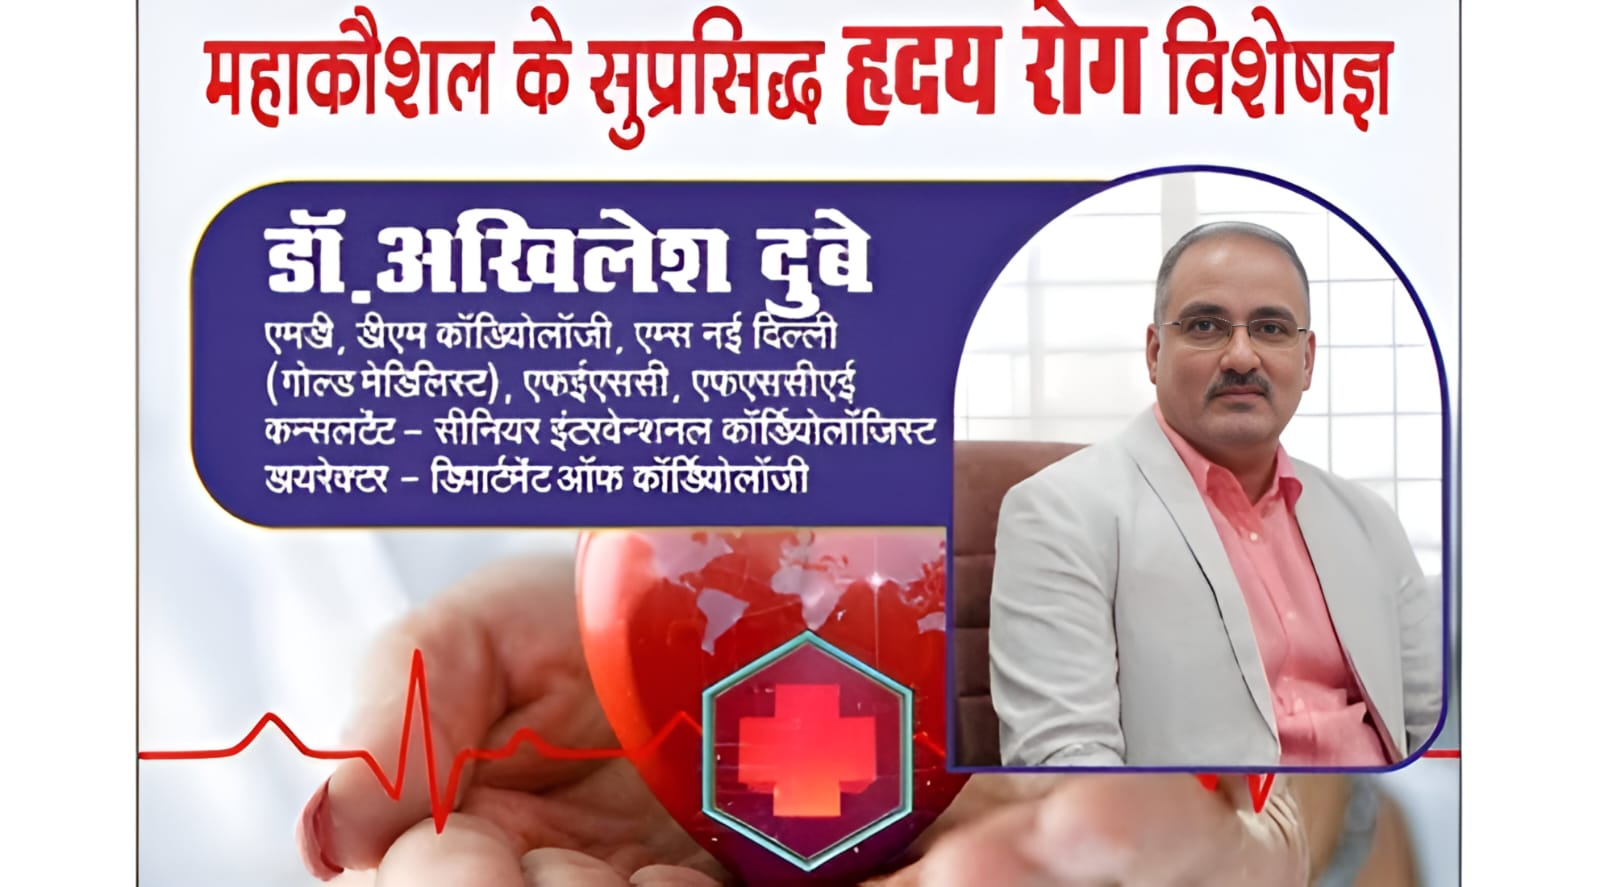 महाकौशल के सुप्रसिद्ध हृदय रोग विशेषज्ञ
डॉ. अखिलेश दुबे
एमडी, डीएम कॉर्डियोलॉजी, एम्स नई दिल्ली
(गोल्ड मेडिलिस्ट), एफईएससी, एफएससीएई
कन्सलटेंट – सीनियर इंटरवेन्शनल कॉर्डियोलॉजिस्ट
डायरेक्टर – डिपार्टमेंट ऑफ कॉर्डियोलॉजी